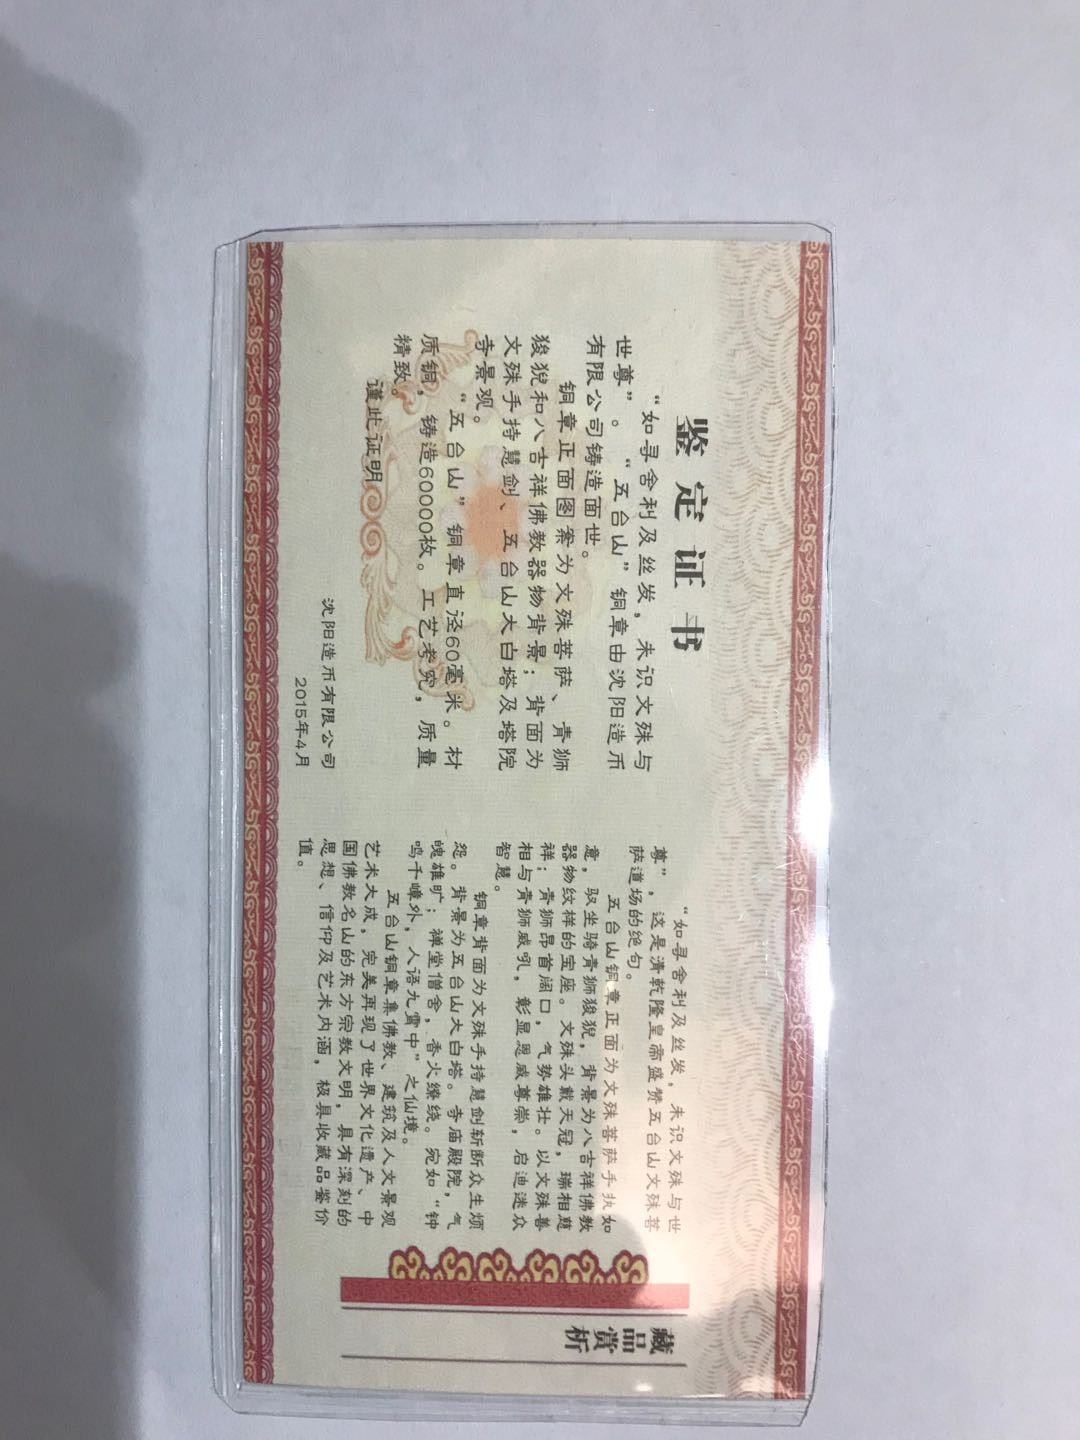 鉴定证书
“如寻舍利及丝发，未识文殊与
世尊”。“五台山”铜章由沈阳造币
有限公司铸造面世。
铜章正面图案为文殊菩萨、青狮
狻猊和八吉祥佛教器物背景；背面为
文殊手持慧剑、五台山大白塔及塔院
寺景观。
“五台山”铜章直径60毫米。材
质铜，铸造60000枚。工艺考究，质量
精致。
谨此证明
沈阳造币有限公司
2015年4月
“如寻舍利及丝发，未识文殊与世
尊”，这是清乾隆皇帝盛赞五台山文殊菩
萨道场的绝句。
五台山铜章正面为文殊菩萨手执如
意，驭坐骑青狮狻猊，背景为八吉祥佛教
器物纹样的宝座。文殊头戴天冠，瑞相慈
祥；青狮昂首阔口，气势雄壮。以文殊善
相与青狮威吼，彰显恩威尊崇，启迪迷众
智慧。
铜章背面为文殊手持慧剑斩断众生烦
怨。背景为五台山大白塔。寺庙殿院，气
魄雄旷；禅堂僧舍，香火缭绕。宛如“钟
鸣千嶂外，人语九霄中”之仙境。
五台山铜章集佛教、建筑及人文景观
艺术大成，完美再现了世界文化遗产、中
国佛教名山的东方宗教文明，具有深刻的
思想、信仰及艺术内涵，极具收藏品鉴价
值。
藏品赏析